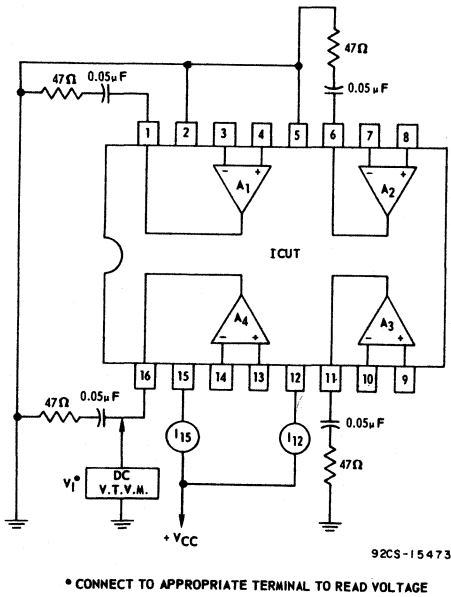 47Ω
0.05µF
47Ω
0.05µF
1
2
3
4
5
6
7
8
- +
A1
- +
A2
ICUT
A4
- +
A3
- +
16
15
14
13
12
11
10
9
47Ω
0.05µF
I15
I12
0.05µF
47Ω
V1*
DC
V.T.V.M.
+ VCC
92CS-15473
* CONNECT TO APPROPRIATE TERMINAL TO READ VOLTAGE